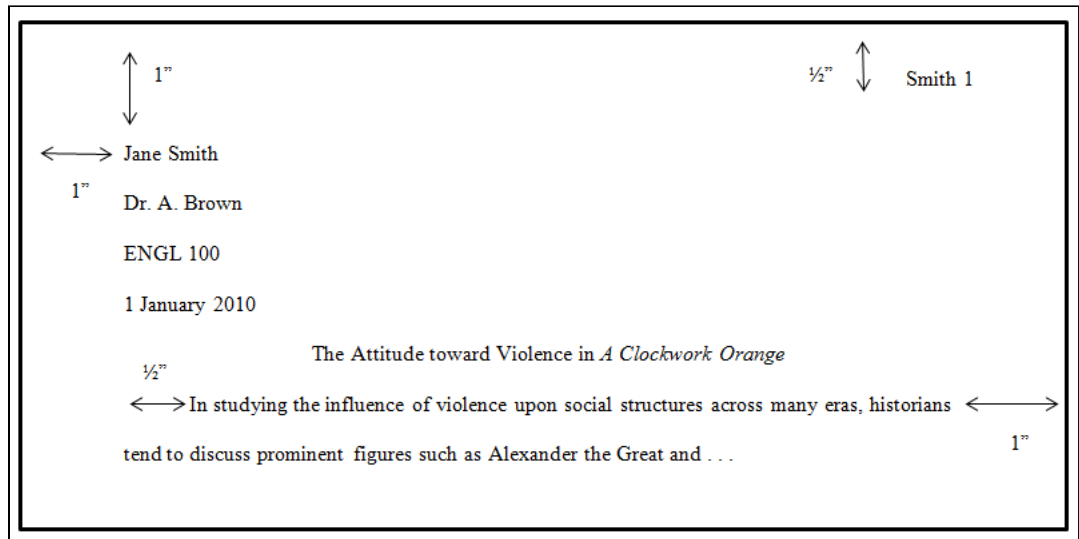 1” ½” Smith 1
Jane Smith
1”
Dr. A. Brown
ENGL 100
1 January 2010
The Attitude toward Violence in A Clockwork Orange
½”
In studying the influence of violence upon social structures across many eras, historians
1”
tend to discuss prominent figures such as Alexander the Great and . . .